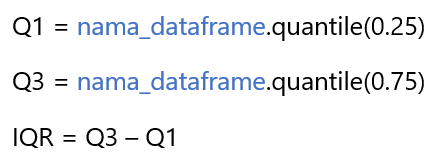 Q1 = nama_dataframe.quantile(0.25)
Q3 = nama_dataframe.quantile(0.75)
IQR = Q3 – Q1